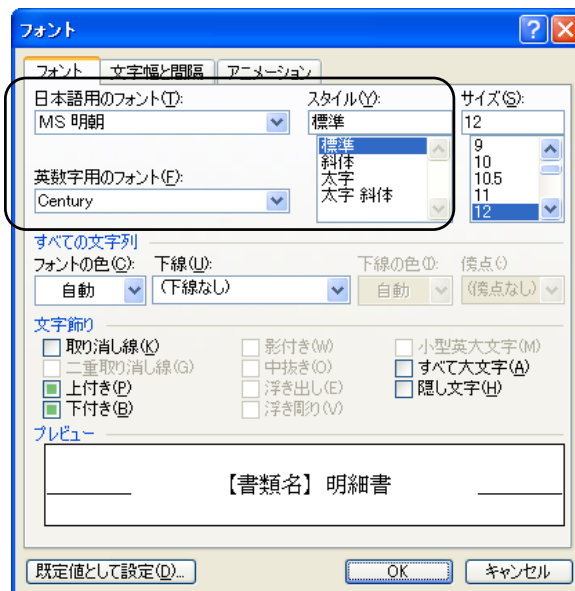 フォント
フォント 文字幅と間隔 アニメーション
日本語用のフォント(T): スタイル(Y): サイズ(S):
MS 明朝 標準 12
標準 9
斜体 10
英数字用のフォント(F): 太字 10.5
Century 太字 斜体 11
12
すべての文字列
フォントの色(C): 下線(U): 下線の色(I): 傍点(:)
自動 (下線なし) 自動 (傍点なし)
文字飾り
取り消し線(K) 影付き(W) 小型英大文字(M)
二重取り消し線(G) 中抜き(O) すべて大文字(A)
上付き(P) 浮き出し(E) 隠し文字(H)
下付き(B) 浮き彫り(V)
プレビュー
【書類名】明細書
既定値として設定(D)... OK キャンセル